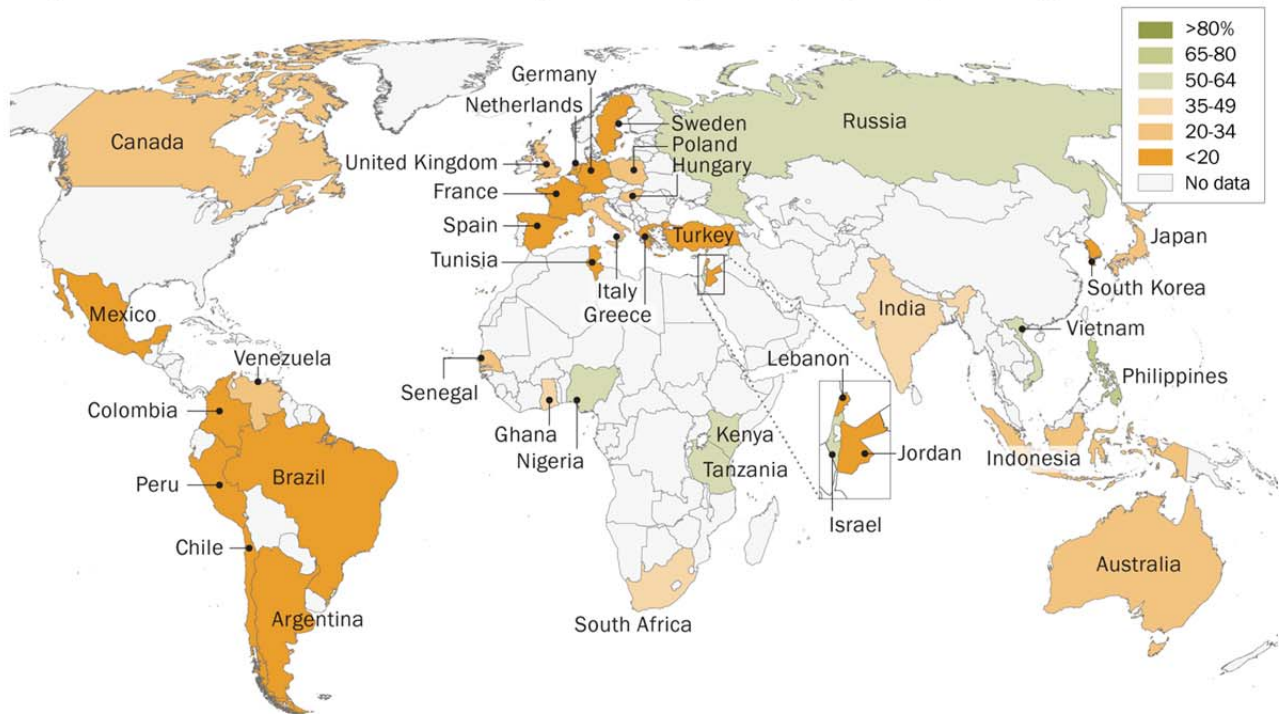 >80%
65-80
50-64
35-49
20-34
<20
No data
Germany
Netherlands
Canada
Sweden
Russia
Poland
United Kingdom
Hungary
France
Spain
Turkey
Japan
Tunisia
Italy
South Korea
Mexico
Greece
India
Vietnam
Venezuela
Lebanon
Senegal
Philippines
Colombia
Ghana
Kenya
Nigeria
Jordan
Indonesia
Tanzania
Peru
Brazil
Israel
Chile
Australia
Argentina
South Africa